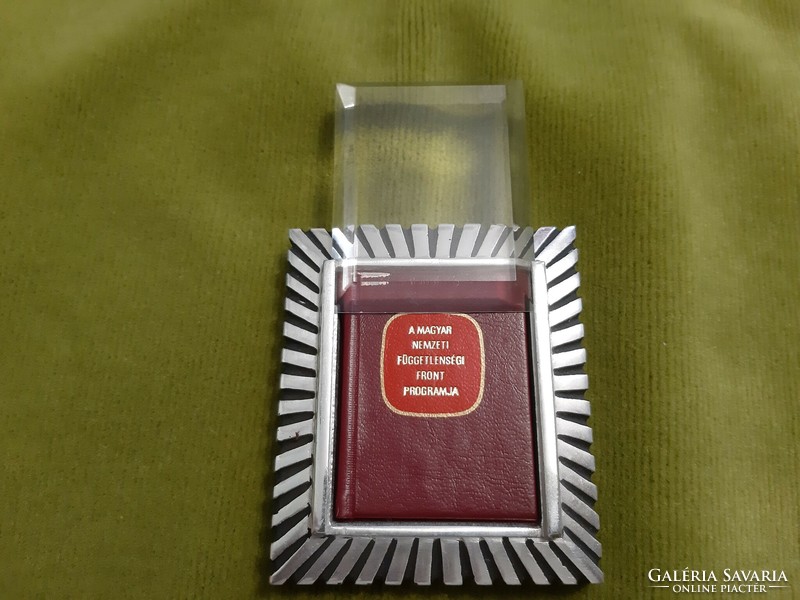 A MAGYAR
NEMZETI
FÜGGETLENSÉGI
FRONT
PROGRAMJA
GALÉRIA SAVARIA
ONLINE PIACTÉR